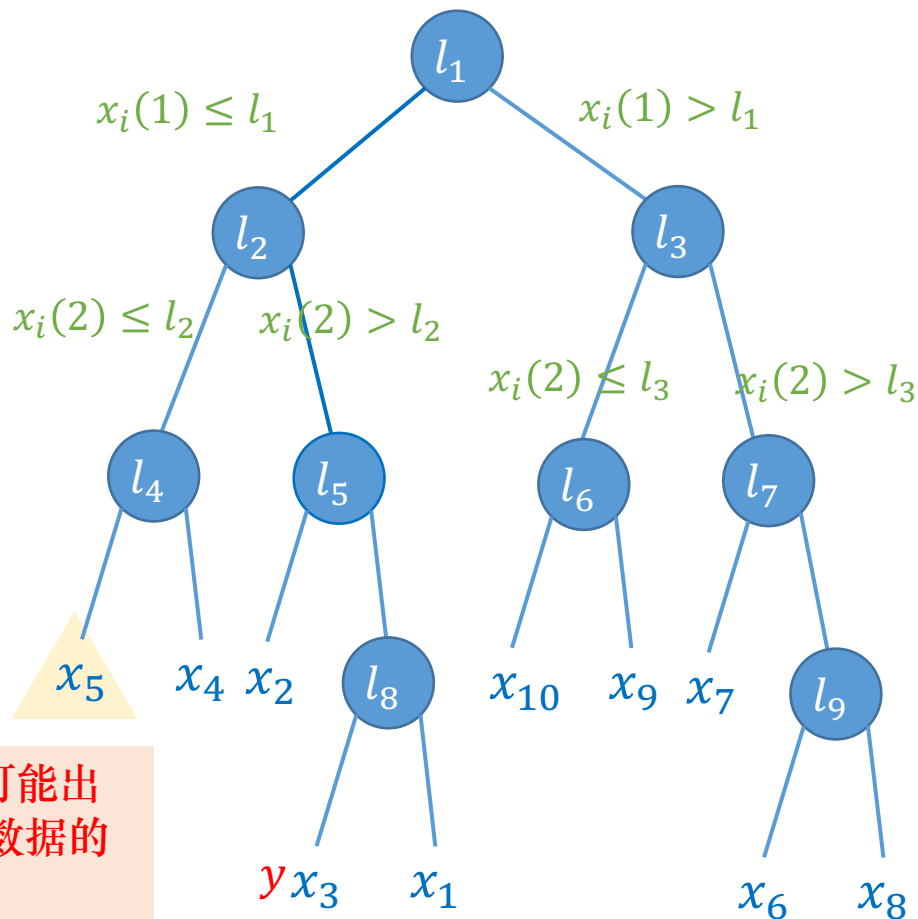 l₁
xᵢ(1) ≤ l₁ xᵢ(1) > l₁
l₂ l₃
xᵢ(2) ≤ l₂ xᵢ(2) > l₂
xᵢ(2) ≤ l₃ xᵢ(2) > l₃
l₄ l₅ l₆ l₇
x₅ x₄ x₂ l₈ x₁₀ x₉ x₇ l₉
可能出
数据的
y x₃ x₁ x₆ x₈